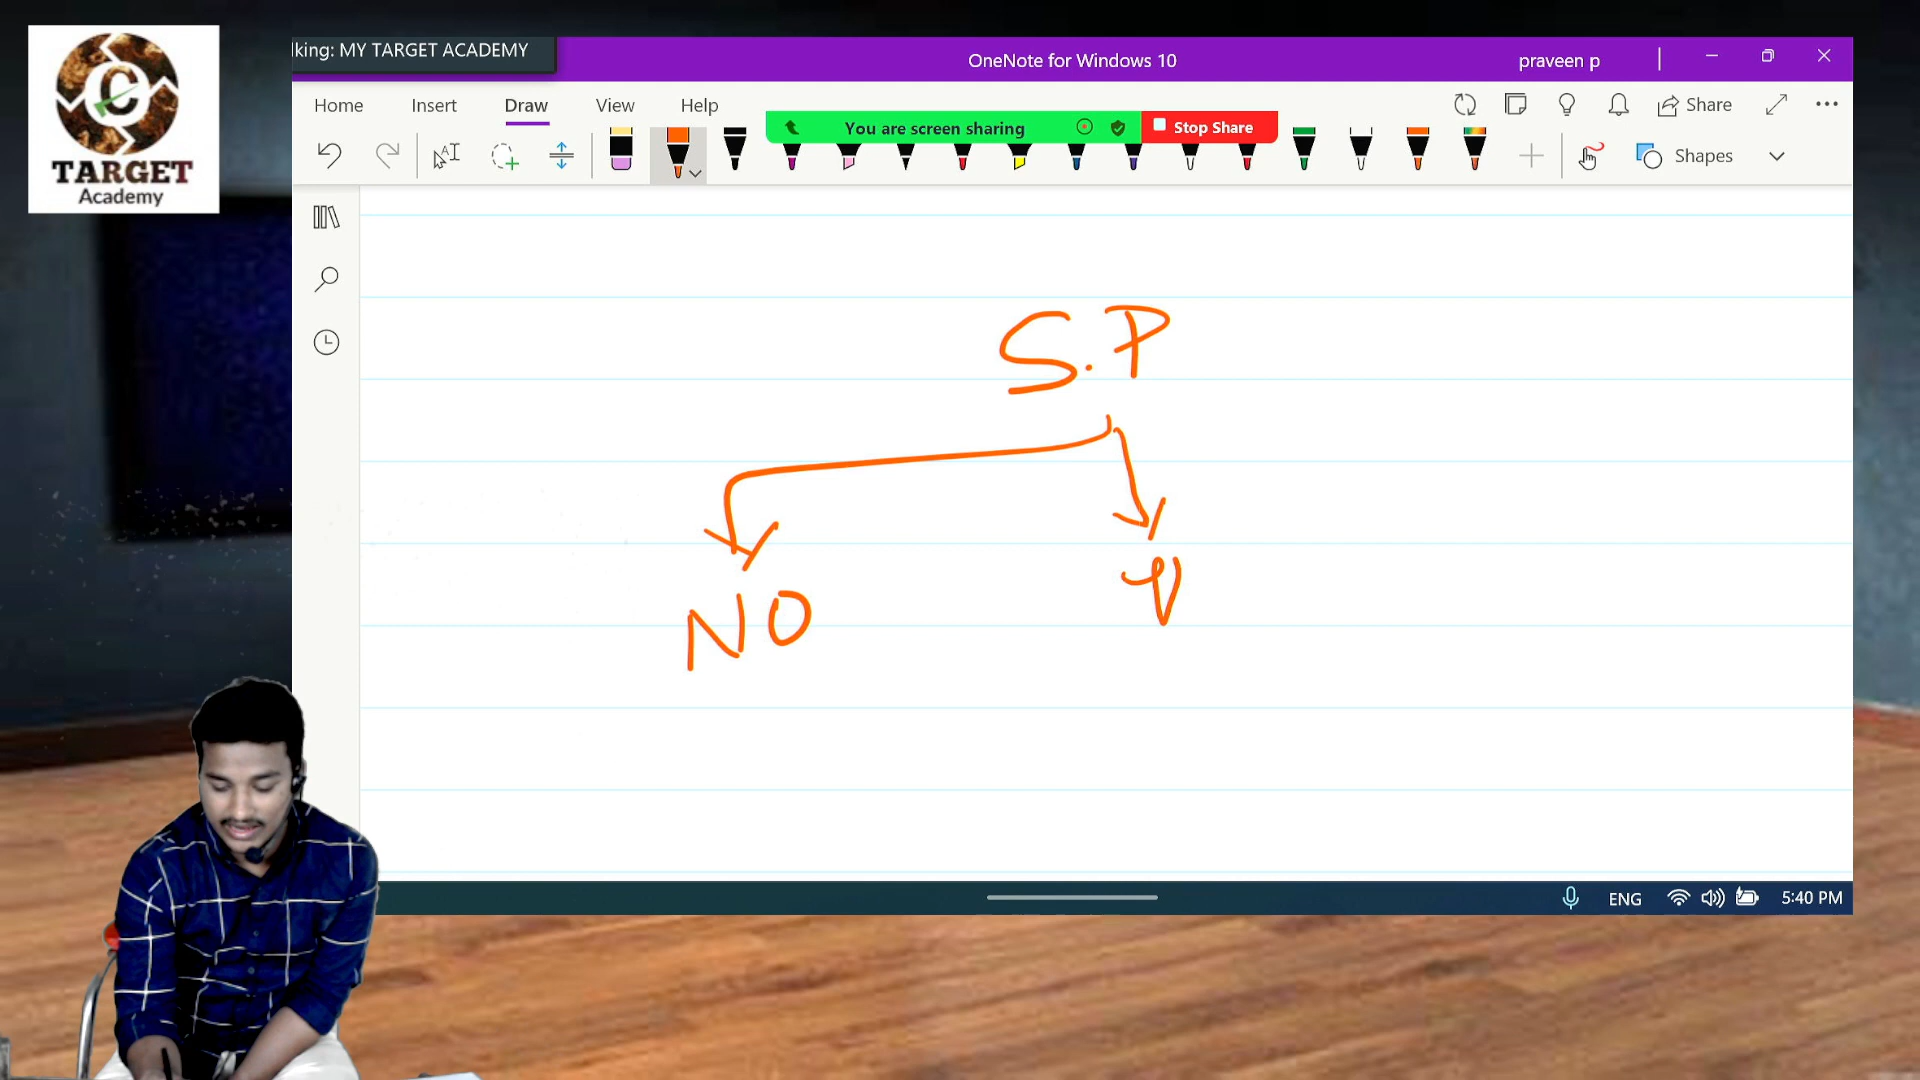 lking: MY TARGET ACADEMY
OneNote for Windows 10
praveen p
Home Insert Draw View Help
You are screen sharing
Stop Share
Share
Shapes
C
TARGET
Academy
S.P
NO
ENG
5:40 PM